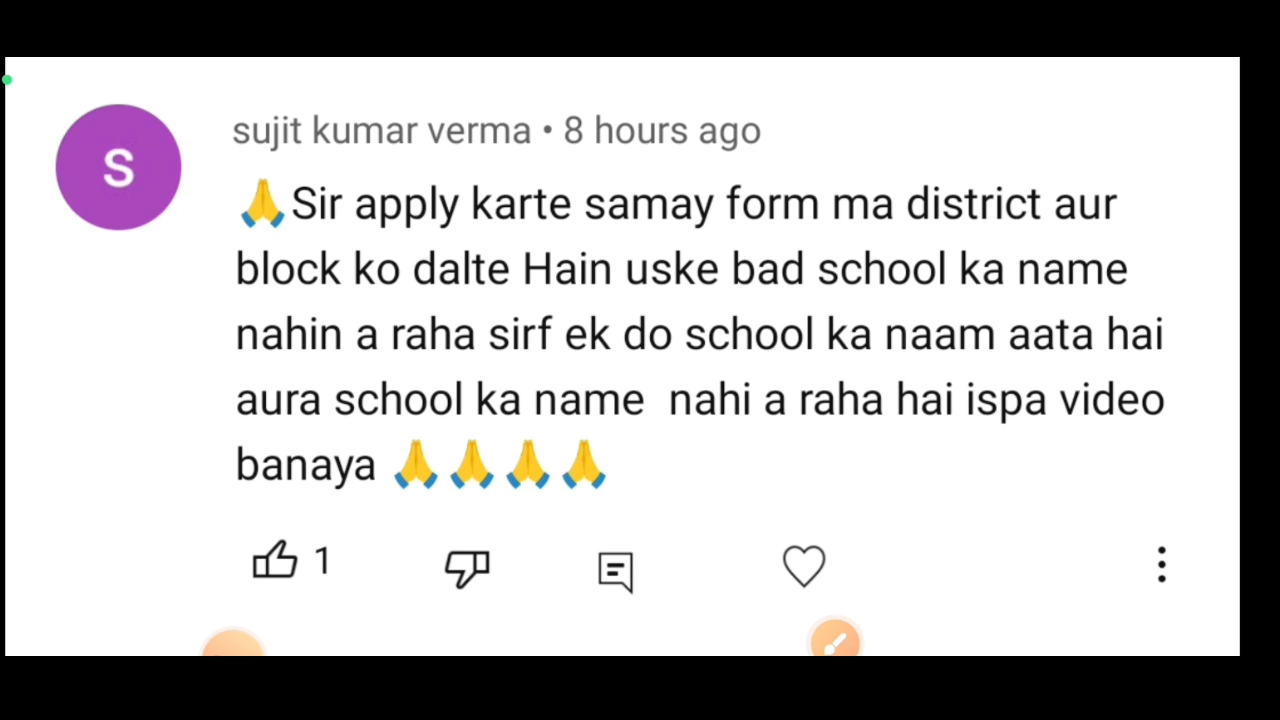 S
sujit kumar verma • 8 hours ago
🙏Sir apply karte samay form ma district aur
block ko dalte Hain uske bad school ka name
nahin a raha sirf ek do school ka naam aata hai
aura school ka name  nahi a raha hai ispa video
banaya 🙏🙏🙏🙏
1